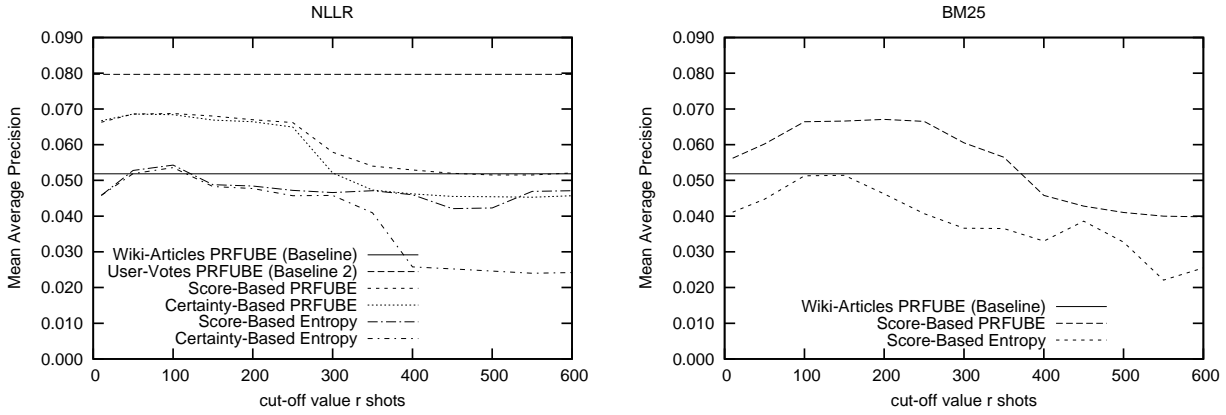 NLLR
0.090
0.080
0.070
0.060
0.050
0.040
0.030
0.020
0.010
0.000
Mean Average Precision
Wiki-Articles PRFUBE (Baseline)
User-Votes PRFUBE (Baseline 2)
Score-Based PRFUBE
Certainty-Based PRFUBE
Score-Based Entropy
Certainty-Based Entropy
0 100 200 300 400 500 600
cut-off value r shots
BM25
0.090
0.080
0.070
0.060
0.050
0.040
0.030
0.020
0.010
0.000
Mean Average Precision
Wiki-Articles PRFUBE (Baseline)
Score-Based PRFUBE
Score-Based Entropy
0 100 200 300 400 500 600
cut-off value r shots